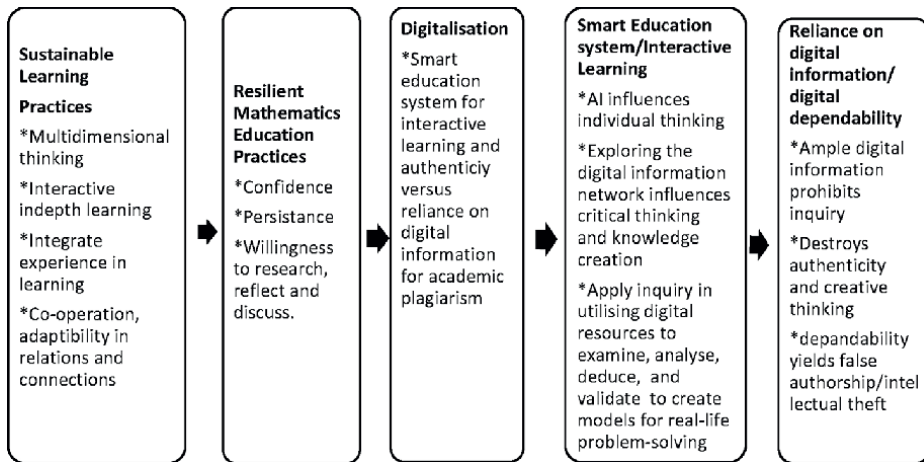 Sustainable
Learning
Practices
*Multidimensional
thinking
*Interactive
indepth learning
*Integrate
experience in
learning
*Co-operation,
adaptibility in
relations and
connections
Resilient
Mathematics
Education
Practices
*Confidence
*Persistance
*Willingness
to research,
reflect and
discuss.
Digitalisation
*Smart
education
system for
interactive
learning and
authenticiy
versus
reliance on
digital
information
for academic
plagiarism
Smart Education
system/Interactive
Learning
*AI influences
individual thinking
*Exploring the
digital information
network influences
critical thinking
and knowledge
creation
*Apply inquiry in
utilising digital
resources to
examine, analyse,
deduce, and
validate to create
models for real-life
problem-solving
Reliance on
digital
information/
digital
dependability
*Ample digital
information
prohibits
inquiry
*Destroys
authenticity
and creative
thinking
*depandability
yields false
authorship/intel
lectual theft